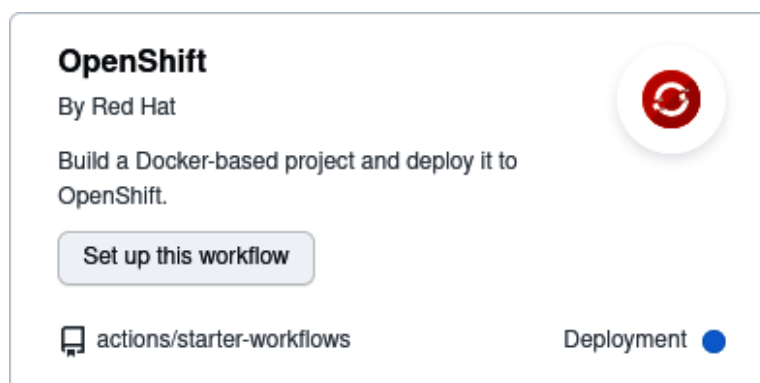 OpenShift
By Red Hat
Build a Docker-based project and deploy it to
OpenShift.
Set up this workflow
actions/starter-workflows
Deployment